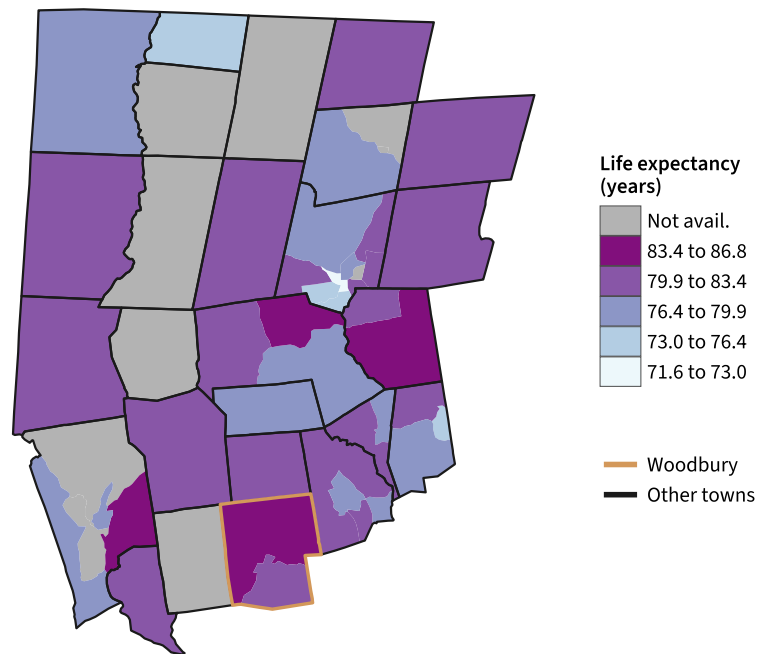 Life expectancy
(years)
Not avail.
83.4 to 86.8
79.9 to 83.4
76.4 to 79.9
73.0 to 76.4
71.6 to 73.0
Woodbury
Other towns